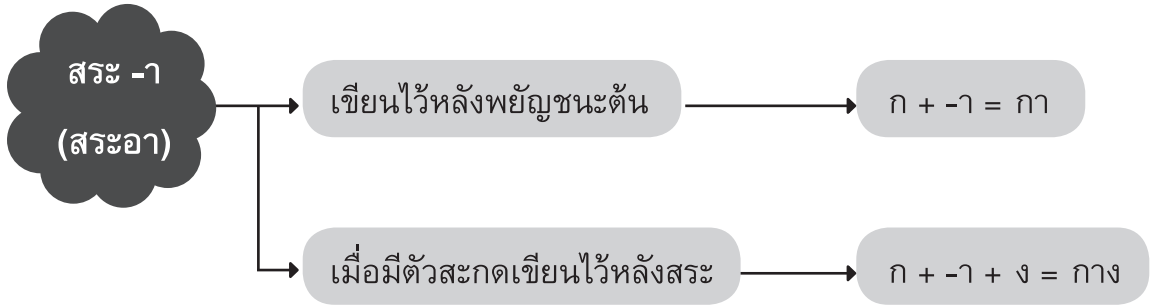 สระ -า
(สระอา)
เขียนไว้หลังพยัญชนะต้น
ก + -า = กา
เมื่อมีตัวสะกดเขียนไว้หลังสระ
ก + -า + ง = กาง